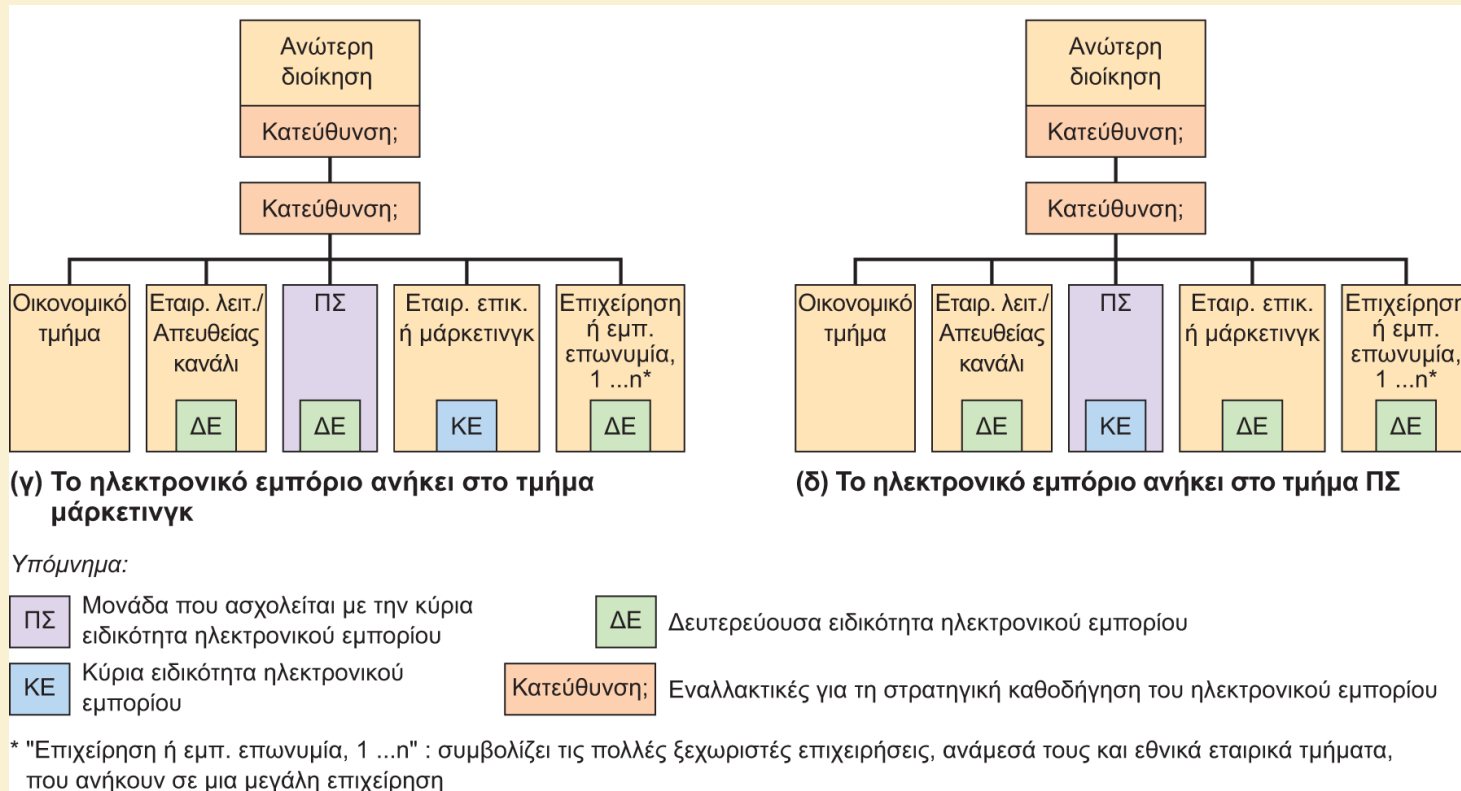 Ανώτερη
διοίκηση
Κατεύθυνση;
Κατεύθυνση;
Οικονομικό
τμήμα
Εταιρ. λειτ./
Απευθείας
κανάλι
ΔΕ
ΠΣ
ΔΕ
Εταιρ. επικ.
ή μάρκετινγκ
ΚΕ
Επιχείρηση
ή εμπ.
επωνυμία,
1 ...n*
ΔΕ
(γ) Το ηλεκτρονικό εμπόριο ανήκει στο τμήμα
μάρκετινγκ
Ανώτερη
διοίκηση
Κατεύθυνση;
Κατεύθυνση;
Οικονομικό
τμήμα
Εταιρ. λειτ./
Απευθείας
κανάλι
ΔΕ
ΠΣ
ΚΕ
Εταιρ. επικ.
ή μάρκετινγκ
ΔΕ
Επιχείρηση
ή εμπ.
επωνυμία,
1 ...n*
ΔΕ
(δ) Το ηλεκτρονικό εμπόριο ανήκει στο τμήμα ΠΣ
Υπόμνημα:
ΠΣ
Μονάδα που ασχολείται με την κύρια
ειδικότητα ηλεκτρονικού εμπορίου
ΔΕ
Δευτερεύουσα ειδικότητα ηλεκτρονικού εμπορίου
ΚΕ
Κύρια ειδικότητα ηλεκτρονικού
εμπορίου
Κατεύθυνση;
Εναλλακτικές για τη στρατηγική καθοδήγηση του ηλεκτρονικού εμπορίου
* "Επιχείρηση ή εμπ. επωνυμία, 1 ...n" : συμβολίζει τις πολλές ξεχωριστές επιχειρήσεις, ανάμεσά τους και εθνικά εταιρικά τμήματα,
που ανήκουν σε μια μεγάλη επιχείρηση